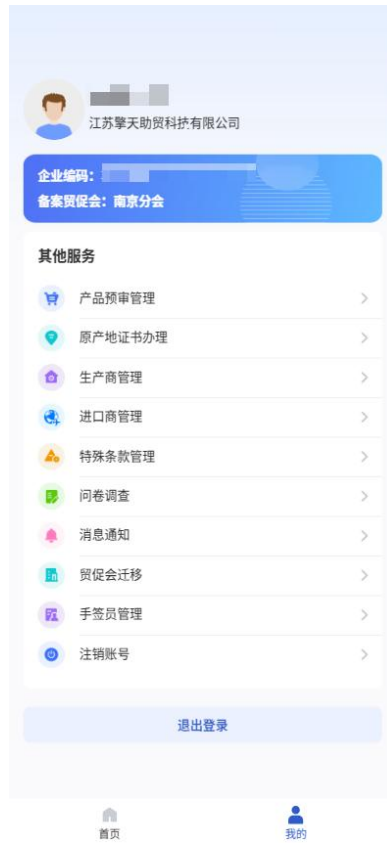 江苏擎天助贸科技有限公司
企业编码：
备案贸促会：南京分会
其他服务
产品预审管理
原产地证书办理
生产商管理
进口商管理
特殊条款管理
问卷调查
消息通知
贸促会迁移
手签员管理
注销账号
退出登录
首页
我的